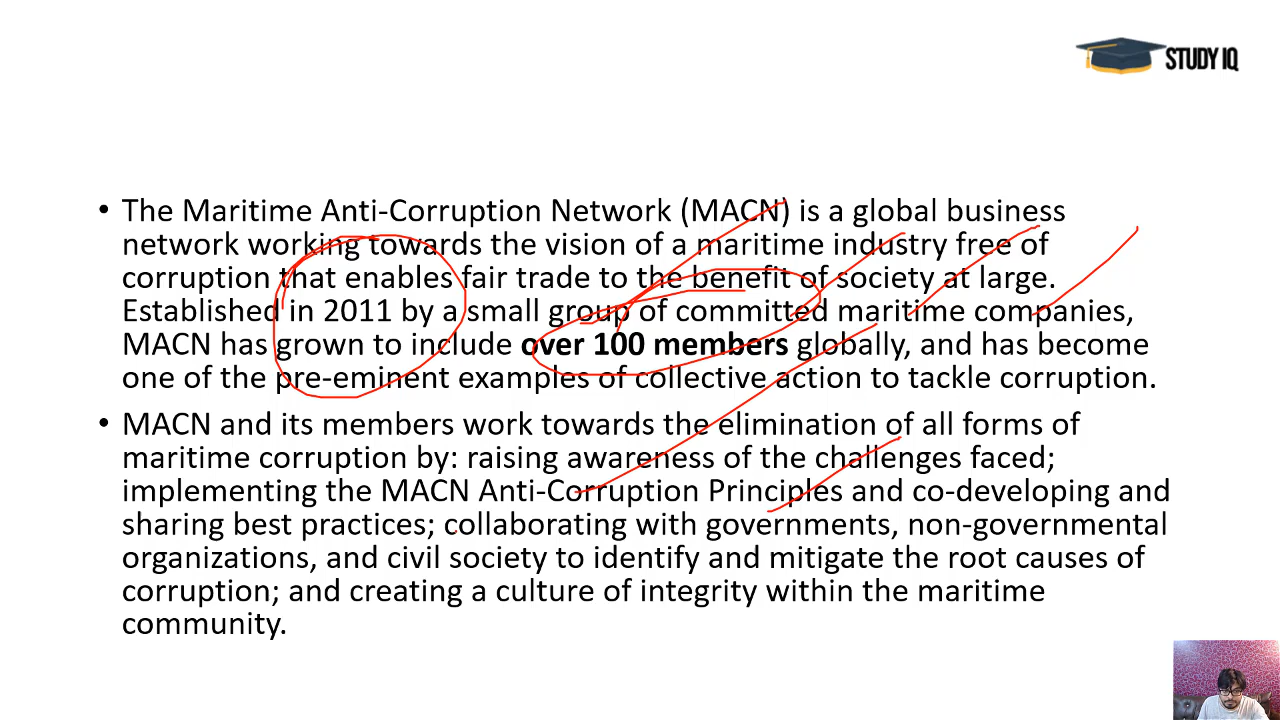 STUDY IQ
• The Maritime Anti-Corruption Network (MACN) is a global business
network working towards the vision of a maritime industry free of
corruption that enables fair trade to the benefit of society at large.
Established in 2011 by a small group of committed maritime companies,
MACN has grown to include over 100 members globally, and has become
one of the pre-eminent examples of collective action to tackle corruption.
• MACN and its members work towards the elimination of all forms of
maritime corruption by: raising awareness of the challenges faced;
implementing the MACN Anti-Corruption Principles and co-developing and
sharing best practices; collaborating with governments, non-governmental
organizations, and civil society to identify and mitigate the root causes of
corruption; and creating a culture of integrity within the maritime
community.